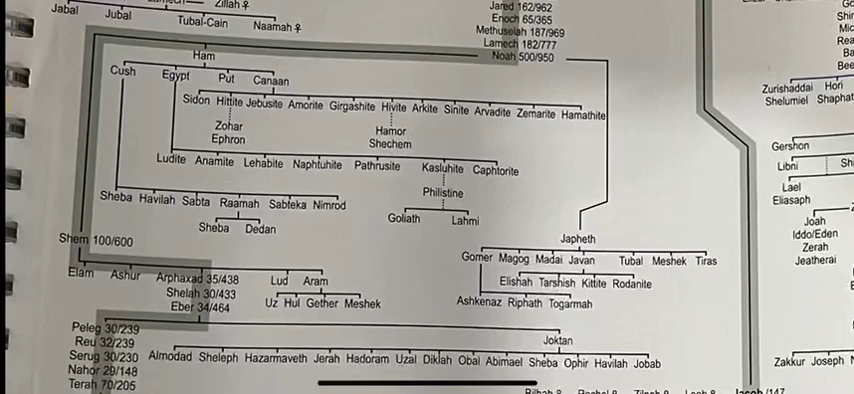 Zillah ♀
Jabal Jubal Tubal-Cain Naamah ♀
Jared 162/962
Enoch 65/365
Methuselah 187/969
Lamech 182/777
Noah 500/950
Ham
Cush Egypt Put Canaan
Sidon Hittite Jebusite Amorite Girgashite Hivite Arkite Sinite Arvadite Zemarite Hamathite
Zohar
Ephron
Hamor
Shechem
Ludite Anamite Lehabite Naphtuhite Pathrusite Kasluhite Caphtorite
Philistine
Goliath Lahmi
Sheba Havilah Sabta Raamah Sabteka Nimrod
Sheba Dedan
Shem 100/600
Elam Ashur Arphaxad 35/438 Lud Aram
Shelah 30/433
Eber 34/464
Uz Hul Gether Meshek
Japheth
Gomer Magog Madai Javan Tubal Meshek Tiras
Elishah Tarshish Kittite Rodanite
Ashkenaz Riphath Togarmah
Peleg 30/239
Reu 32/239
Serug 30/230
Nahor 29/148
Terah 70/205
Joktan
Almodad Sheleph Hazarmaveth Jerah Hadoram Uzal Diklah Obal Abimael Sheba Ophir Havilah Jobab
Zurishaddai Hori
Shelumiel Shaphat
Gershon
Libni
Lael
Eliasaph
Joah
Iddo/Eden
Zerah
Jeatherai
Zakkur Joseph
Jacob /147